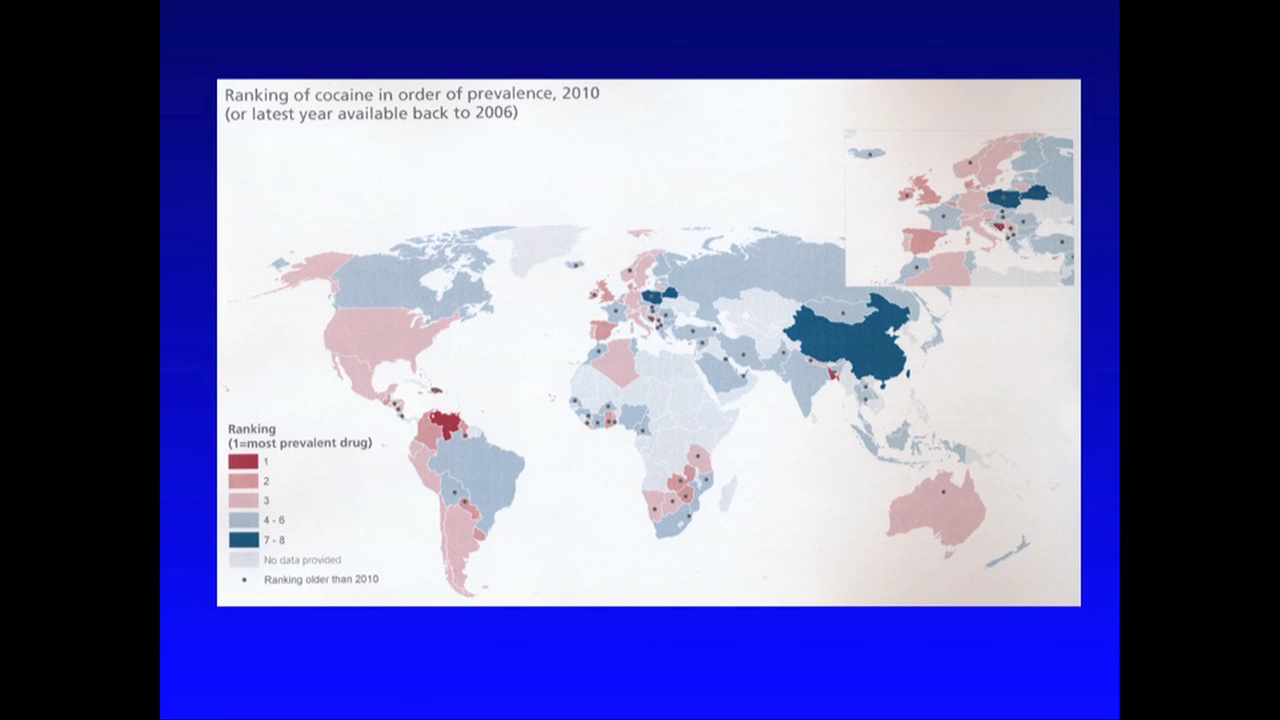 Ranking of cocaine in order of prevalence, 2010
(or latest year available back to 2006)
Ranking
(1=most prevalent drug)
1
2
3
4 - 6
7 - 8
No data provided
Ranking older than 2010